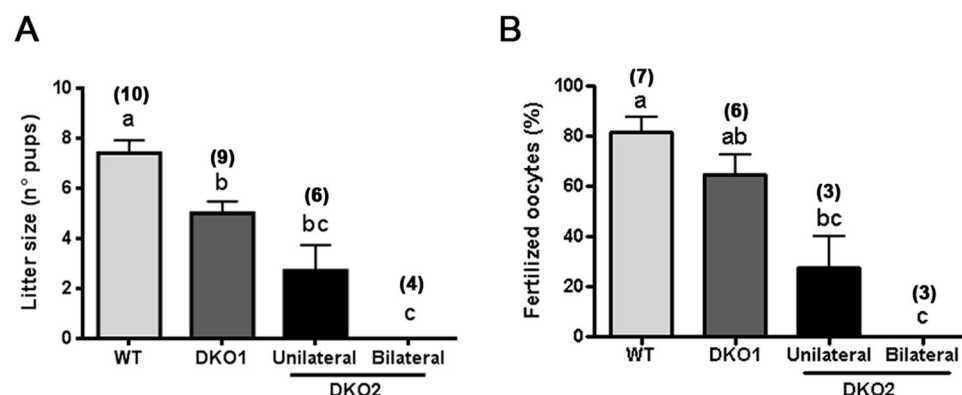 A
Litter size (n° pups)
10
8
6
4
2
0
(10)
a
(9)
b
(6)
bc
(4)
c
WT DKO1 Unilateral Bilateral
DKO2
B
Fertilized oocytes (%)
100
80
60
40
20
0
(7)
a
(6)
ab
(3)
bc
(3)
c
WT DKO1 Unilateral Bilateral
DKO2